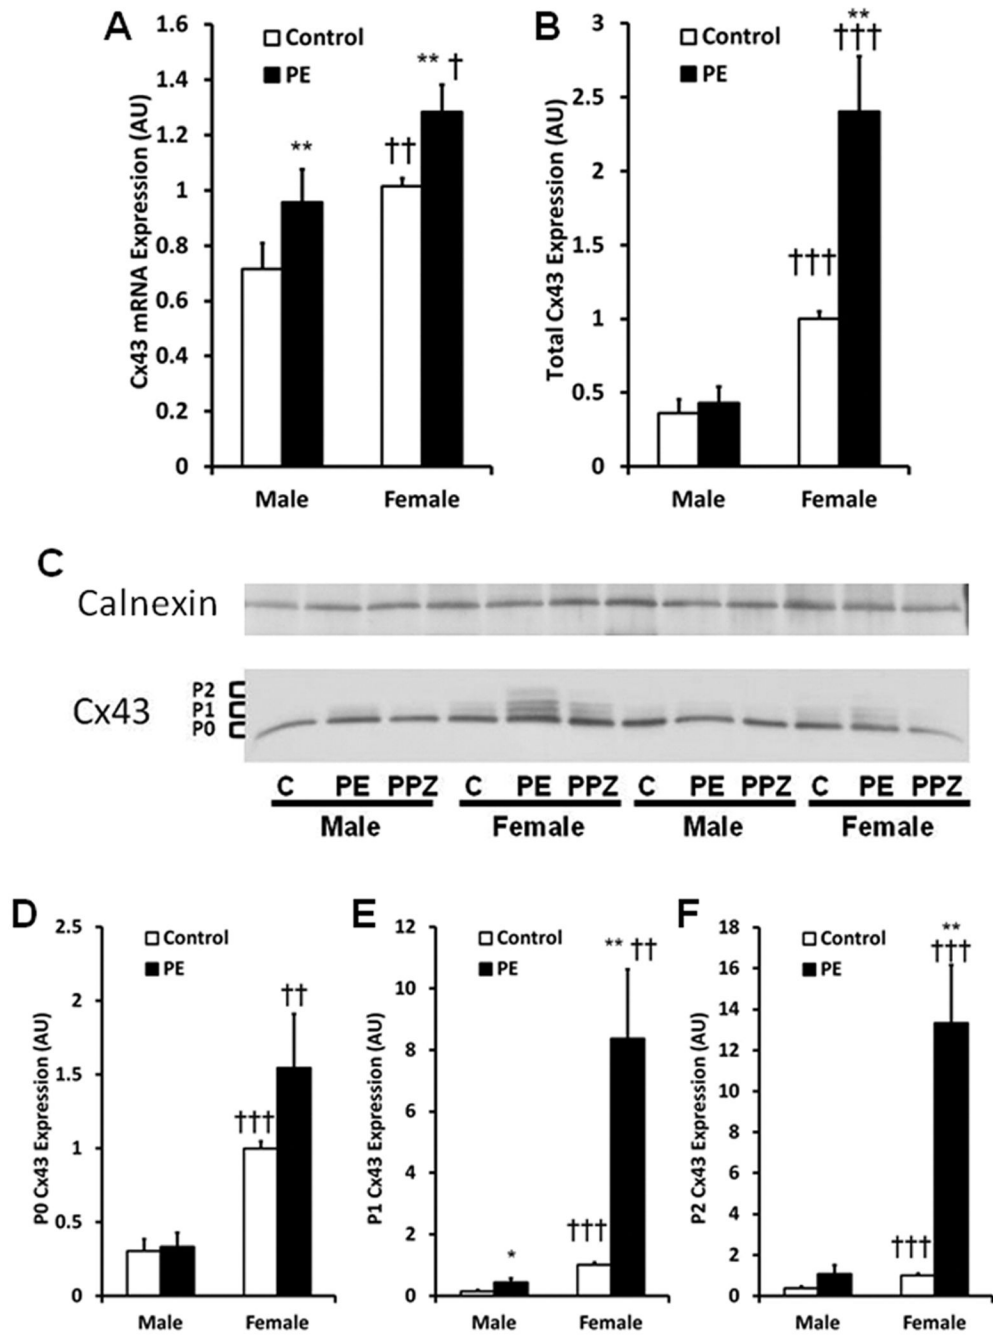 A
Cx43 mRNA Expression (AU)
1.6
1.4
1.2
1
0.8
0.6
0.4
0.2
0
Control
PE
**
††
** †
Male Female
B
Total Cx43 Expression (AU)
3
2.5
2
1.5
1
0.5
0
Control
PE
†††
**
†††
Male Female
C
Calnexin
Cx43
P2
P1
P0
C PE PPZ C PE PPZ C PE PPZ C PE PPZ
Male Female Male Female
D
P0 Cx43 Expression (AU)
2.5
2
1.5
1
0.5
0
Control
PE
†††
††
Male Female
E
P1 Cx43 Expression (AU)
12
10
8
6
4
2
0
Control
PE
*
†††
** ††
Male Female
F
P2 Cx43 Expression (AU)
18
16
14
12
10
8
6
4
2
0
Control
PE
†††
**
†††
Male Female